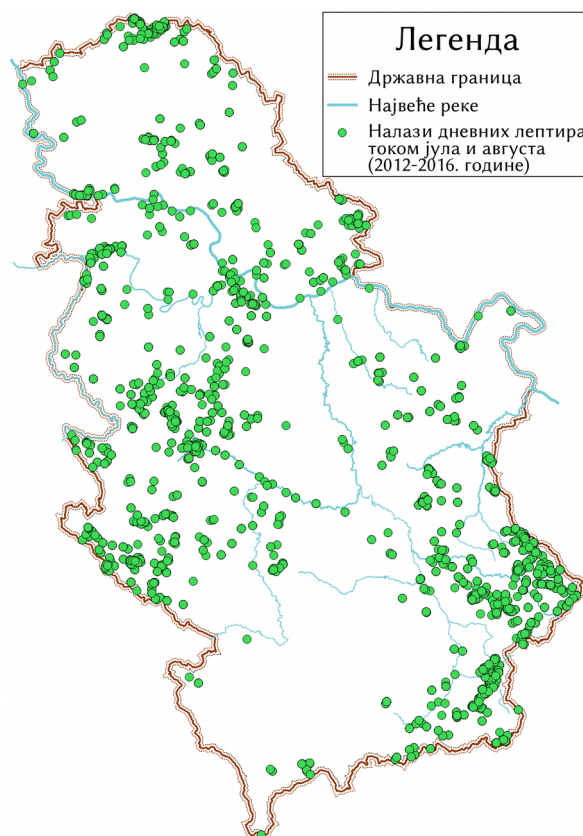 Легенда
Државна граница
Највеће реке
Налази дневних лептира
током јула и августа
(2012-2016. године)